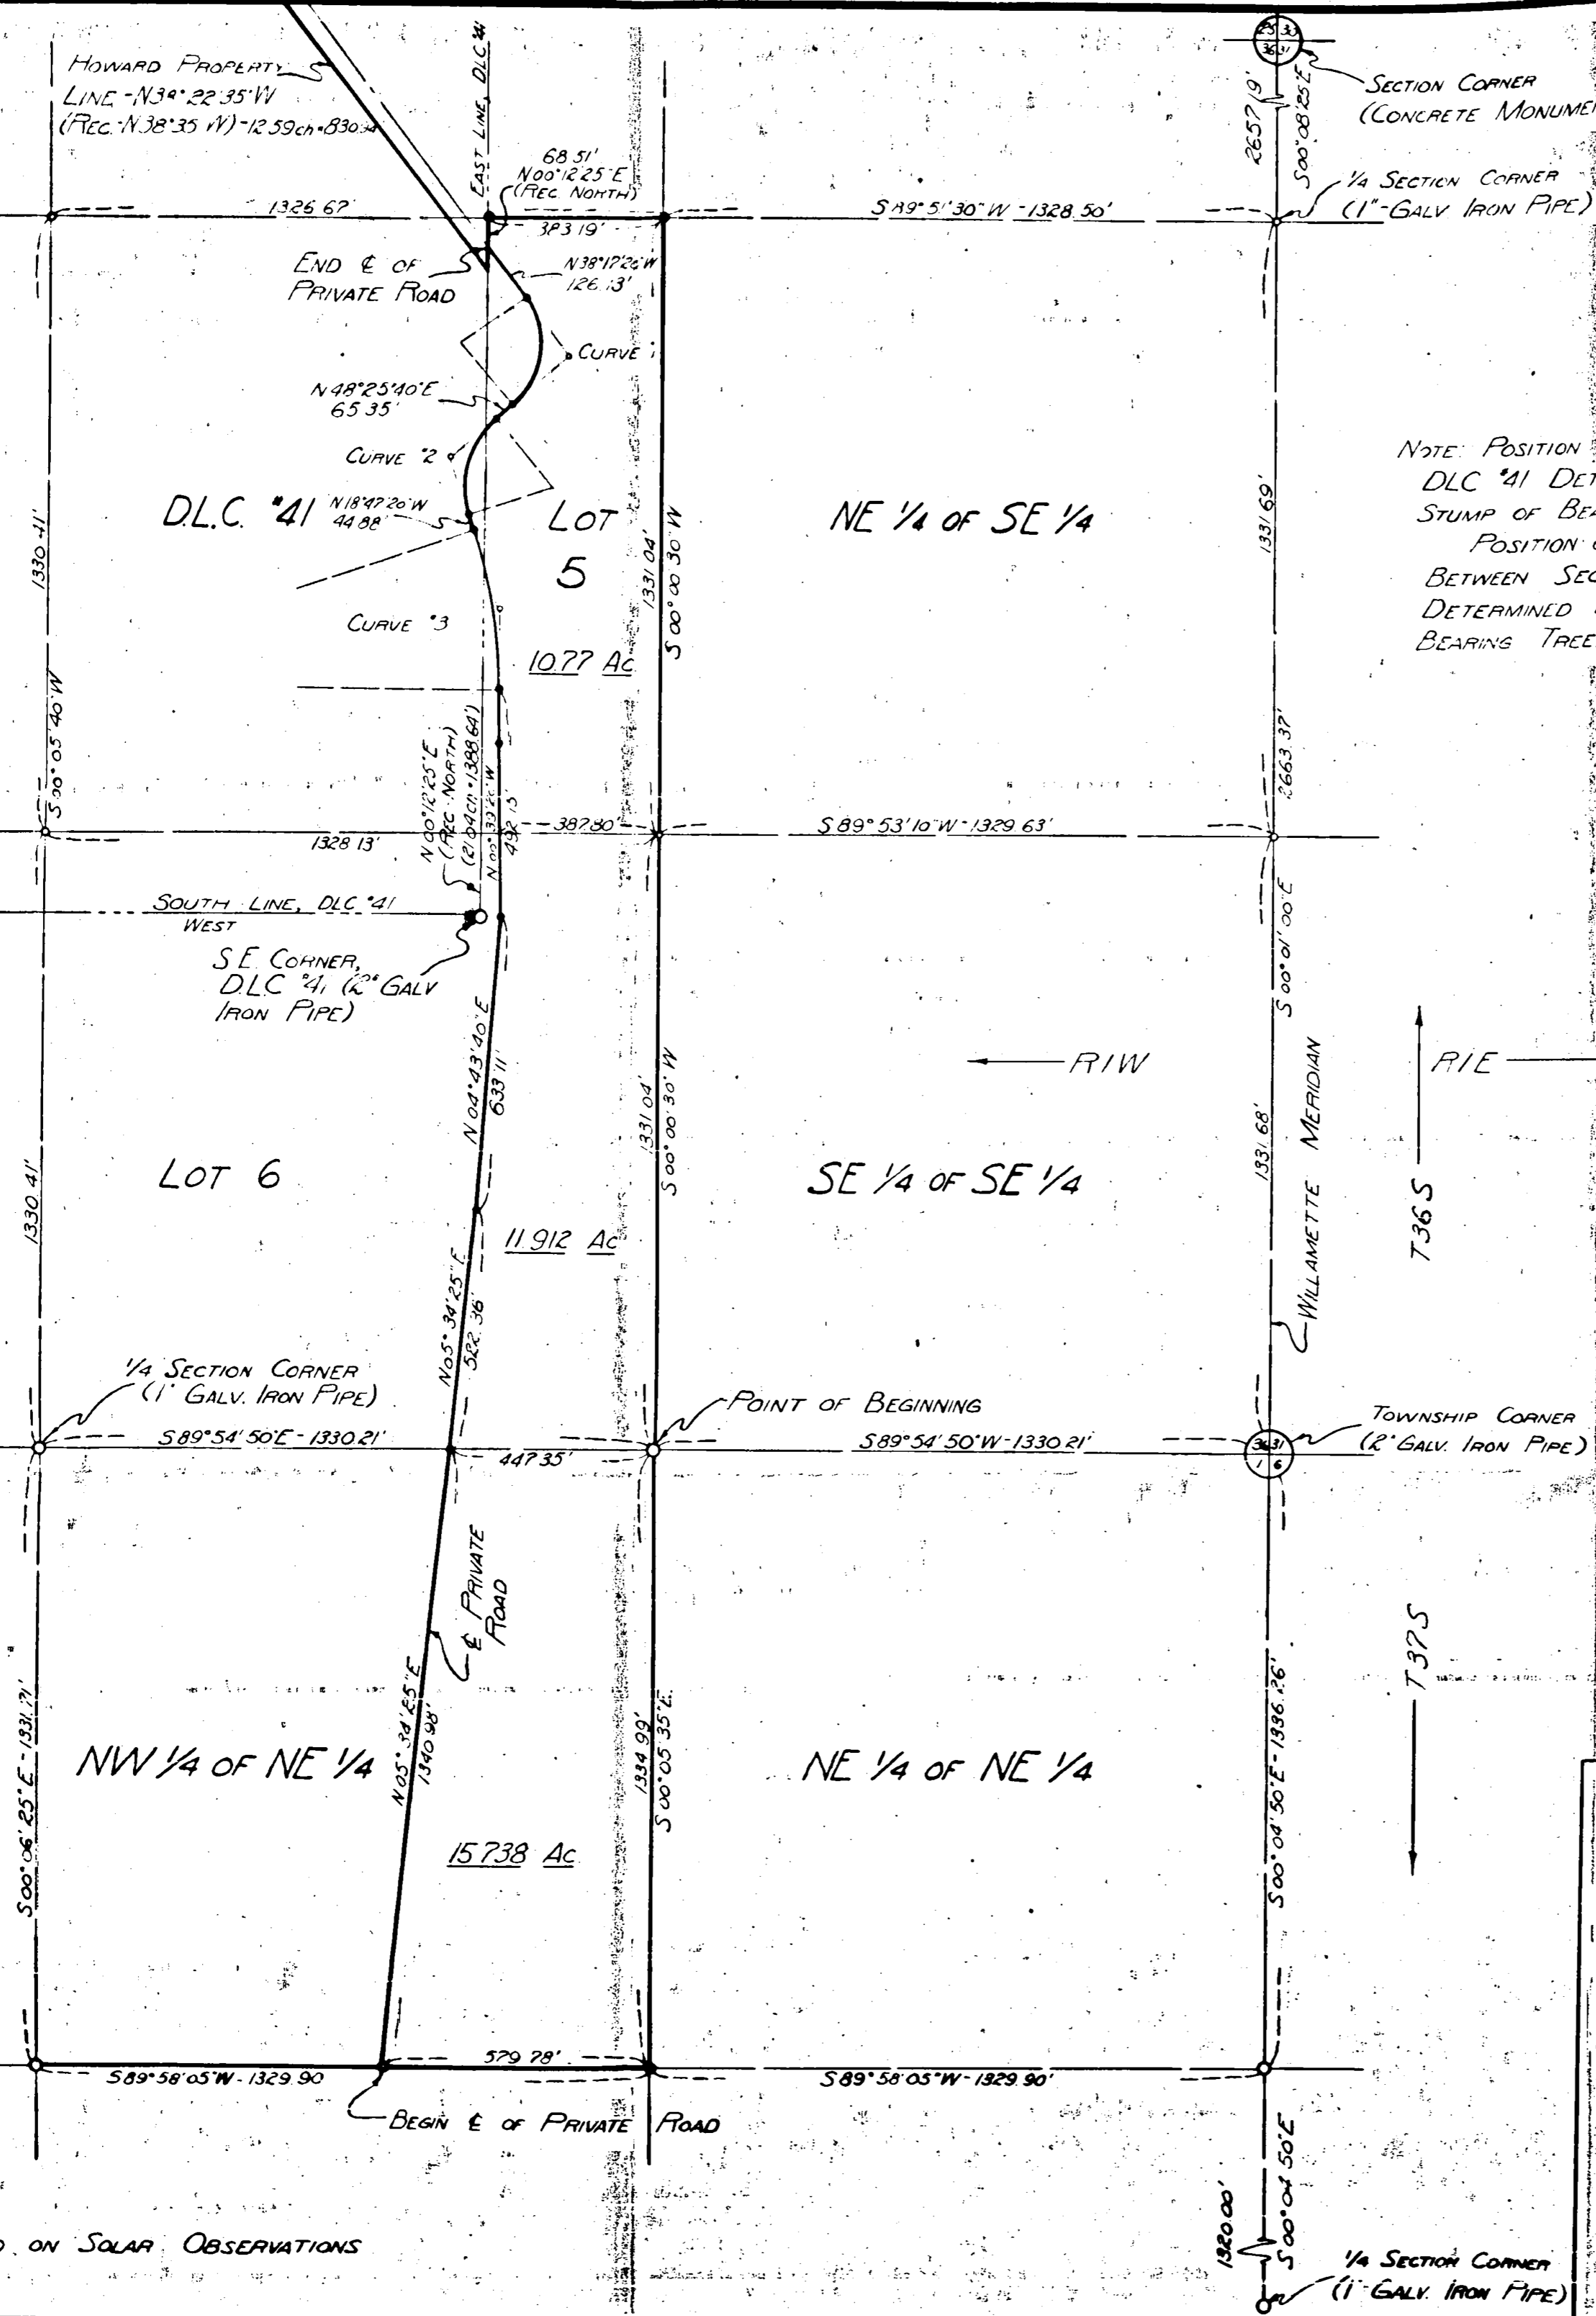 HOWARD PROPERTY
LINE - N39°22'35"W
(REC. N38°35'W) - 12.59ch =
EAST LINE, DLC #41
68.51'
N00°12'25"E
(REC. NORTH)
25 30
36 31
2657.19'
S00°08'25"E
SECTION CORNER
(CONCRETE
1/4 SECTION CORNER
(1" GALV IRON PIPE)
1326.67'
383.19'
S89°51'30"W - 1328.50'
END ℄ OF
PRIVATE ROAD
N38°17'20"W
126.13'
CURVE 1
N48°25'40"E
65.35'
CURVE #2
D.L.C. #41
N18°47'20"W
44.88'
LOT
5
NE 1/4 OF SE 1/4
NOTE: POSITION
DLC #41
STUMP OF
POSITION
BETWEEN
DETERMINED
BEARING
1330.41'
S00°05'40"W
1331.04'
S00°00'30"W
1331.69'
2663.37'
CURVE #3
10.77 AC.
N00°12'25"E
(REC. NORTH)
(21.04ch = 1388.64')
492.15'
1328.13'
387.80'
S89°53'10"W - 1329.63'
SOUTH LINE, DLC #41
WEST
S.E. CORNER,
D.L.C. #41 (2" GALV
IRON PIPE)
N04°43'40"E
633.11'
S00°01'00"E
R1W
R1E
1331.04'
S00°00'30"W
1331.68'
WILLAMETTE MERIDIAN
T36S
1330.41'
LOT 6
SE 1/4 OF SE 1/4
11.912 AC
N05°34'25"E
522.36'
1/4 SECTION CORNER
(1" GALV. IRON PIPE)
POINT OF BEGINNING
TOWNSHIP CORNER
(2" GALV. IRON PIPE)
S89°54'50"E - 1330.21'
447.35'
S89°54'50"W - 1330.21'
36 31
1 6
℄ PRIVATE
ROAD
T37S
S00°06'25"E - 1331.71'
NW 1/4 OF NE 1/4
N05°34'25"E
1340.98'
1334.99'
S00°05'35"E
NE 1/4 OF NE 1/4
S00°04'50"E - 1336.26'
15.738 AC
S89°58'05"W - 1329.90
579.78'
S89°58'05"W - 1329.90'
BEGIN ℄ OF PRIVATE ROAD
1320.00'
S00°04'50"E
ON SOLAR OBSERVATIONS
1/4 SECTION CORNER
(1" GALV. IRON PIPE)